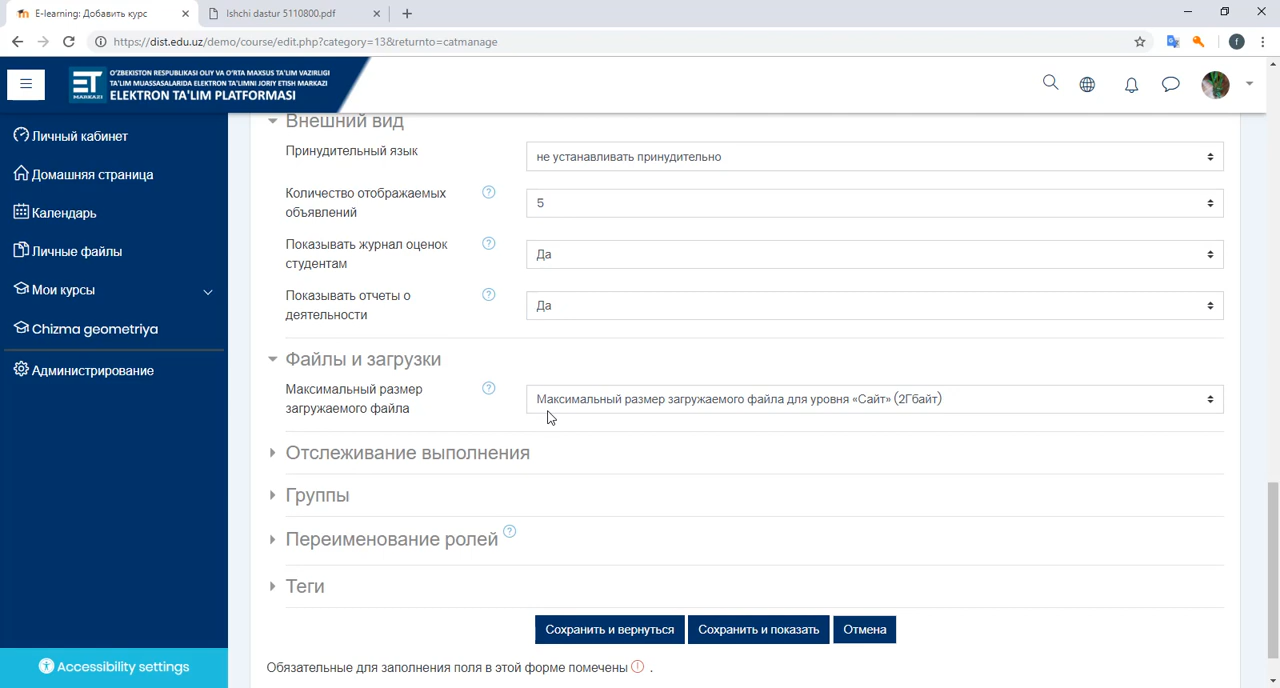 E-learning: Добавить курс
Ishchi dastur 5110800.pdf
https://dist.edu.uz/demo/course/edit.php?category=13&returnto=catmanage
f
ET
MARKAZI
O'ZBEKISTON RESPUBLIKASI OLIY VA O'RTA MAXSUS TA'LIM VAZIRLIGI
TA'LIM MUASSASALARIDA ELEKTRON TA'LIMNI JORIY ETISH MARKAZI
ELEKTRON TA'LIM PLATFORMASI
Личный кабинет
Домашняя страница
Календарь
Личные файлы
Мои курсы
Chizma geometriya
Администрирование
Accessibility settings
Внешний вид
Принудительный язык
не устанавливать принудительно
Количество отображаемых
объявлений
5
Показывать журнал оценок
студентам
Да
Показывать отчеты о
деятельности
Да
Файлы и загрузки
Максимальный размер
загружаемого файла
Максимальный размер загружаемого файла для уровня «Сайт» (2Гбайт)
Отслеживание выполнения
Группы
Переименование ролей
Теги
Сохранить и вернуться
Сохранить и показать
Отмена
Обязательные для заполнения поля в этой форме помечены .